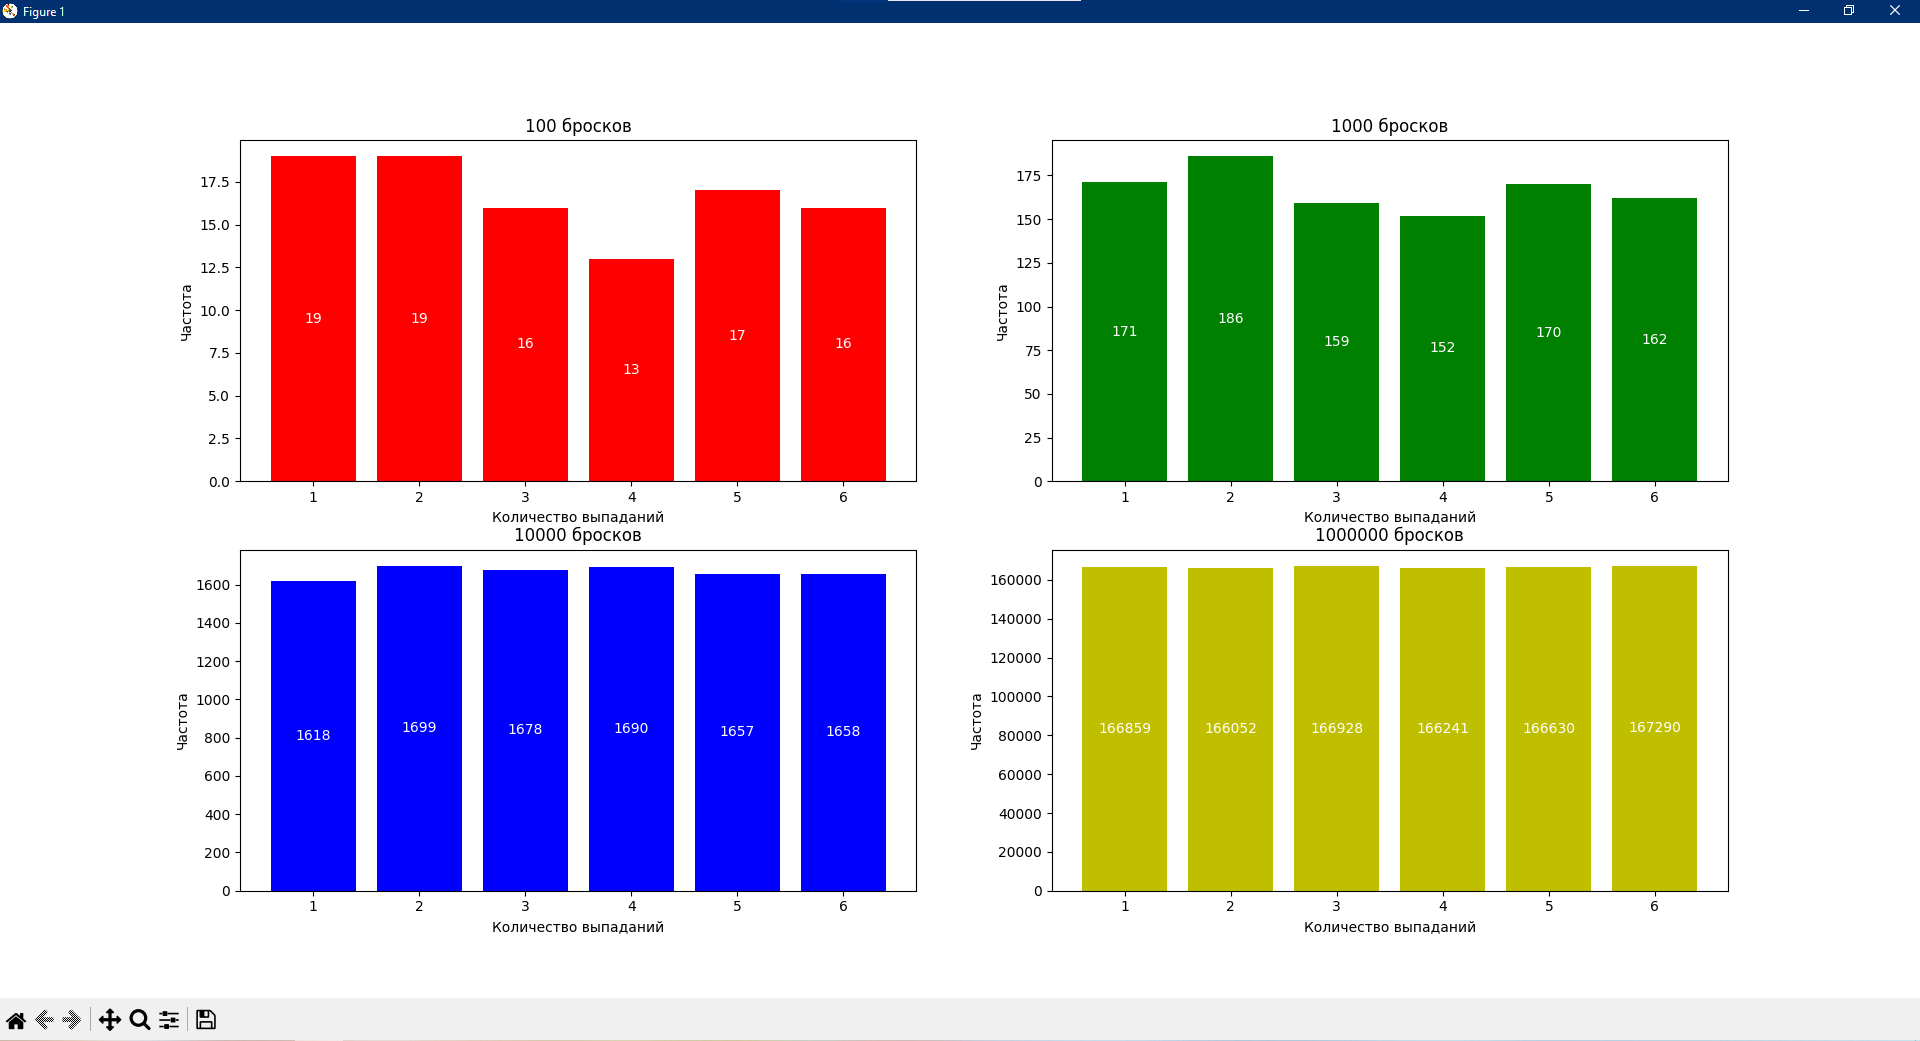 Figure 1
100 бросков
17.5
15.0
12.5
10.0
7.5
5.0
2.5
0.0
Частота
19 19 16 13 17 16
1 2 3 4 5 6
Количество выпаданий
1000 бросков
175
150
125
100
75
50
25
0
Частота
171 186 159 152 170 162
1 2 3 4 5 6
Количество выпаданий
10000 бросков
1600
1400
1200
1000
800
600
400
200
0
Частота
1618 1699 1678 1690 1657 1658
1 2 3 4 5 6
Количество выпаданий
1000000 бросков
160000
140000
120000
100000
80000
60000
40000
20000
0
Частота
166859 166052 166928 166241 166630 167290
1 2 3 4 5 6
Количество выпаданий